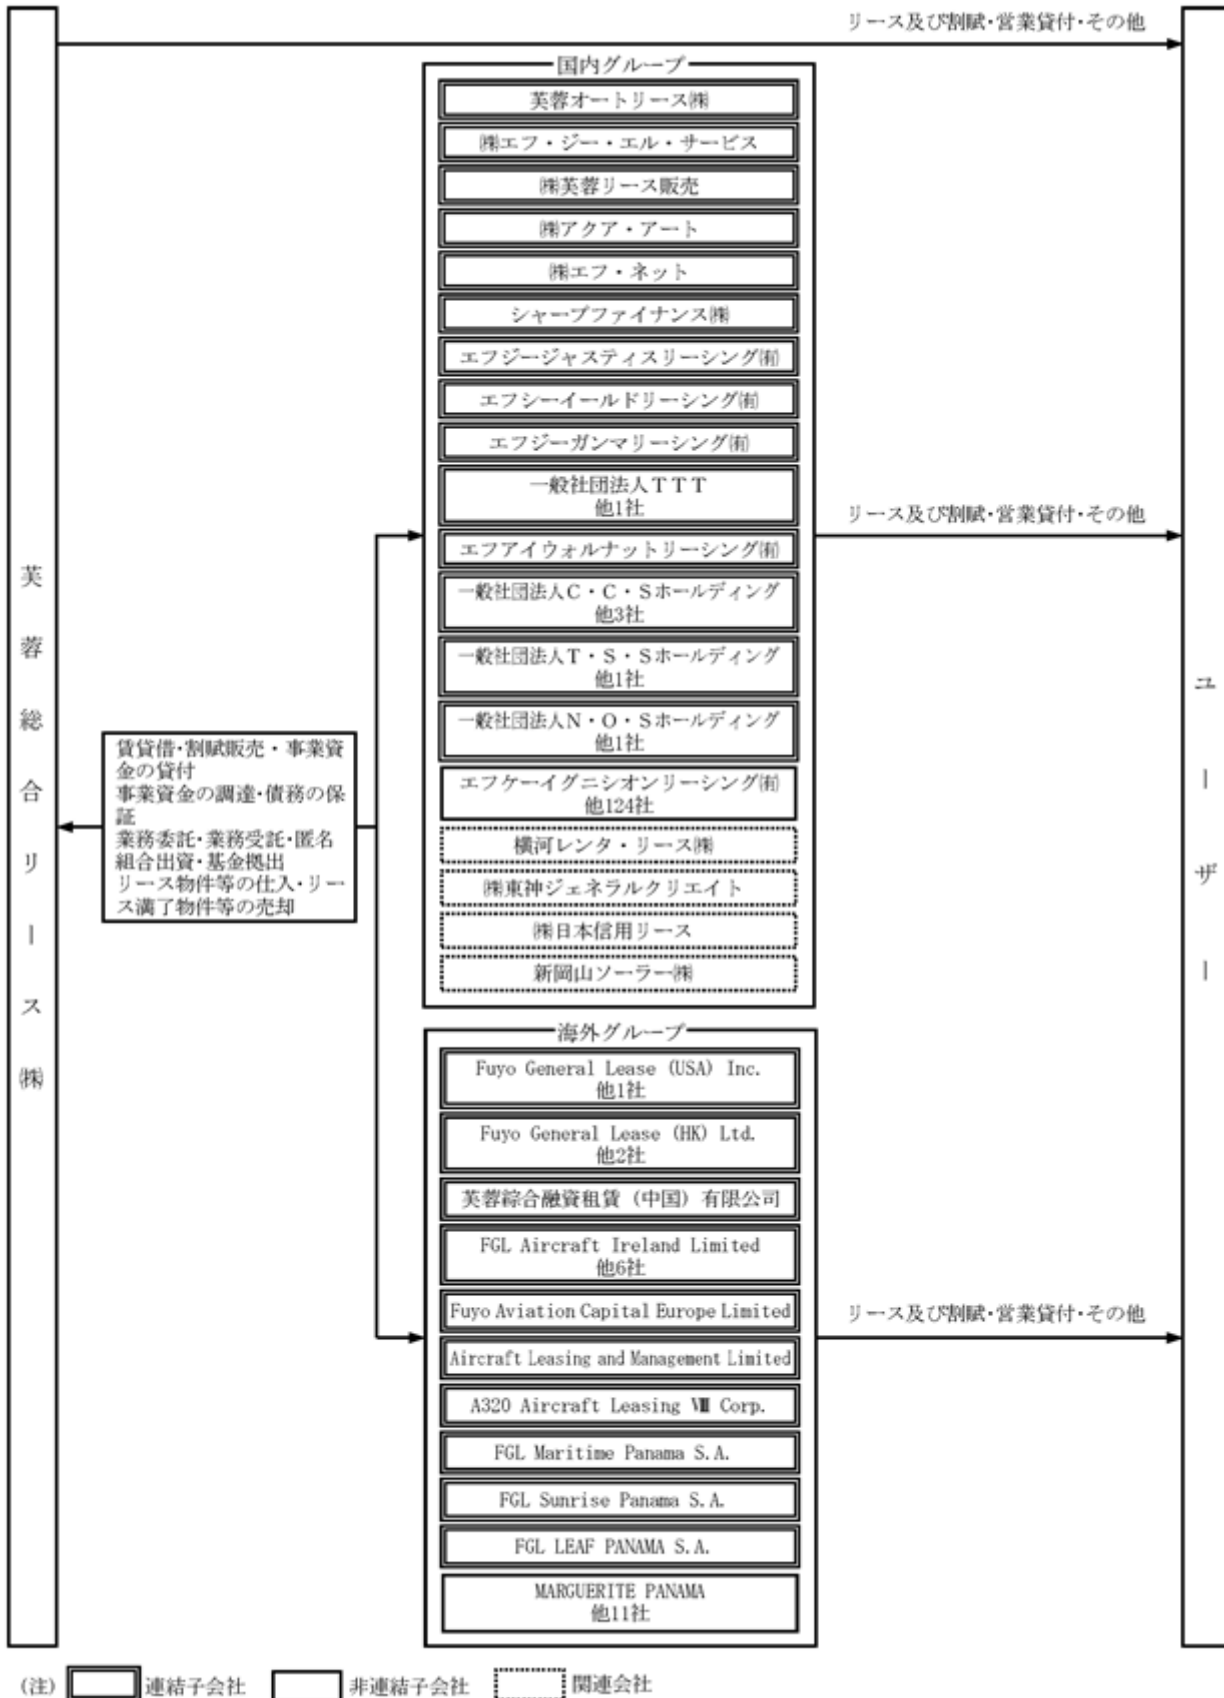 リース及び割賦･営業貸付･その他
国内グループ
芙蓉オートリース㈱
㈱エフ・ジー・エル・サービス
㈱芙蓉リース販売
㈱アクア・アート
㈱エフ・ネット
シャープファイナンス㈱
エフジージャスティスリーシング㈲
エフシーイールドリーシング㈲
エフジーガンマリーシング㈲
一般社団法人ＴＴＴ
他1社
エフアイウォルナットリーシング㈲
一般社団法人Ｃ・Ｃ・Ｓホールディング
他3社
一般社団法人Ｔ・Ｓ・Ｓホールディング
他1社
一般社団法人Ｎ・Ｏ・Ｓホールディング
他1社
エフケーイグニシオンリーシング㈲
他124社
横河レンタ・リース㈱
㈱東神ジェネラルクリエイト
㈱日本信用リース
新岡山ソーラー㈱
リース及び割賦･営業貸付･その他
芙蓉総合リース㈱
賃貸借･割賦販売・事業資
金の貸付
事業資金の調達･債務の保
証
業務委託･業務受託･匿名
組合出資･基金拠出
リース物件等の仕入･リー
ス満了物件等の売却
ユーザー
海外グループ
Fuyo General Lease (USA) Inc.
他1社
Fuyo General Lease (HK) Ltd.
他2社
芙蓉綜合融資租賃（中国）有限公司
FGL Aircraft Ireland Limited
他6社
Fuyo Aviation Capital Europe Limited
Aircraft Leasing and Management Limited
A320 Aircraft Leasing Ⅷ Corp.
FGL Maritime Panama S.A.
FGL Sunrise Panama S.A.
FGL LEAF PANAMA S.A.
MARGUERITE PANAMA
他11社
リース及び割賦･営業貸付･その他
(注) 連結子会社 非連結子会社 関連会社